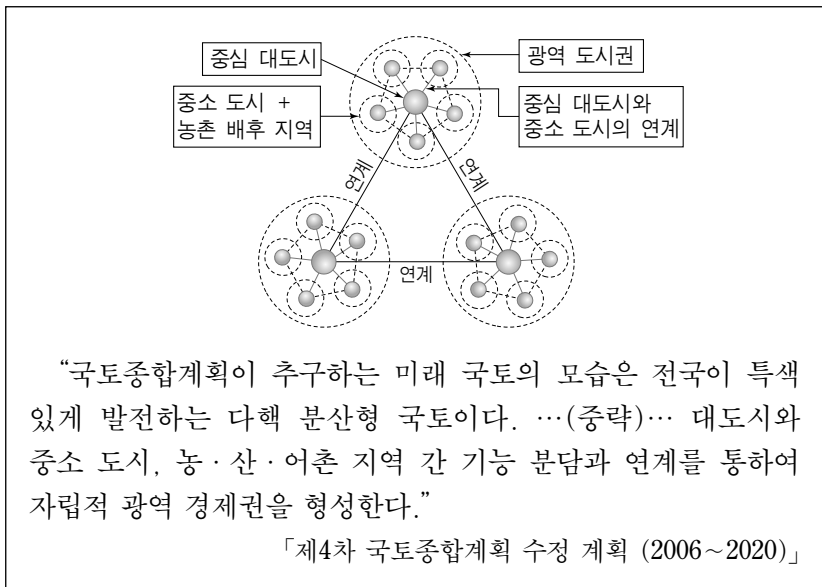 중심 대도시
광역 도시권
중소 도시 +
농촌 배후 지역
중심 대도시와
중소 도시의 연계
연계
연계
연계
“국토종합계획이 추구하는 미래 국토의 모습은 전국이 특색
있게 발전하는 다핵 분산형 국토이다. …(중략)… 대도시와
중소 도시, 농·산·어촌 지역 간 기능 분담과 연계를 통하여
자립적 광역 경제권을 형성한다.”
「제4차 국토종합계획 수정 계획 (2006~2020)」